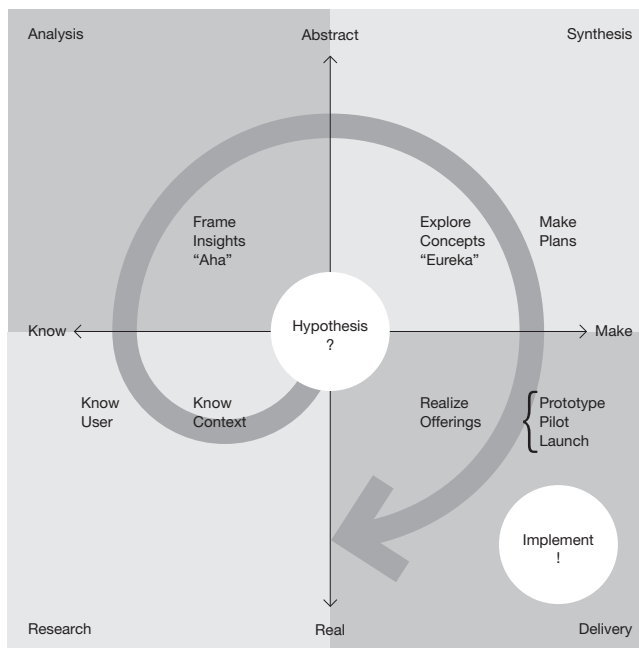 Analysis
Abstract
Synthesis
Frame
Insights
“Aha”
Explore
Concepts
“Eureka”
Make
Plans
Know
Hypothesis
?
Make
Know
User
Know
Context
Realize
Offerings
Prototype
Pilot
Launch
Implement
!
Research
Real
Delivery